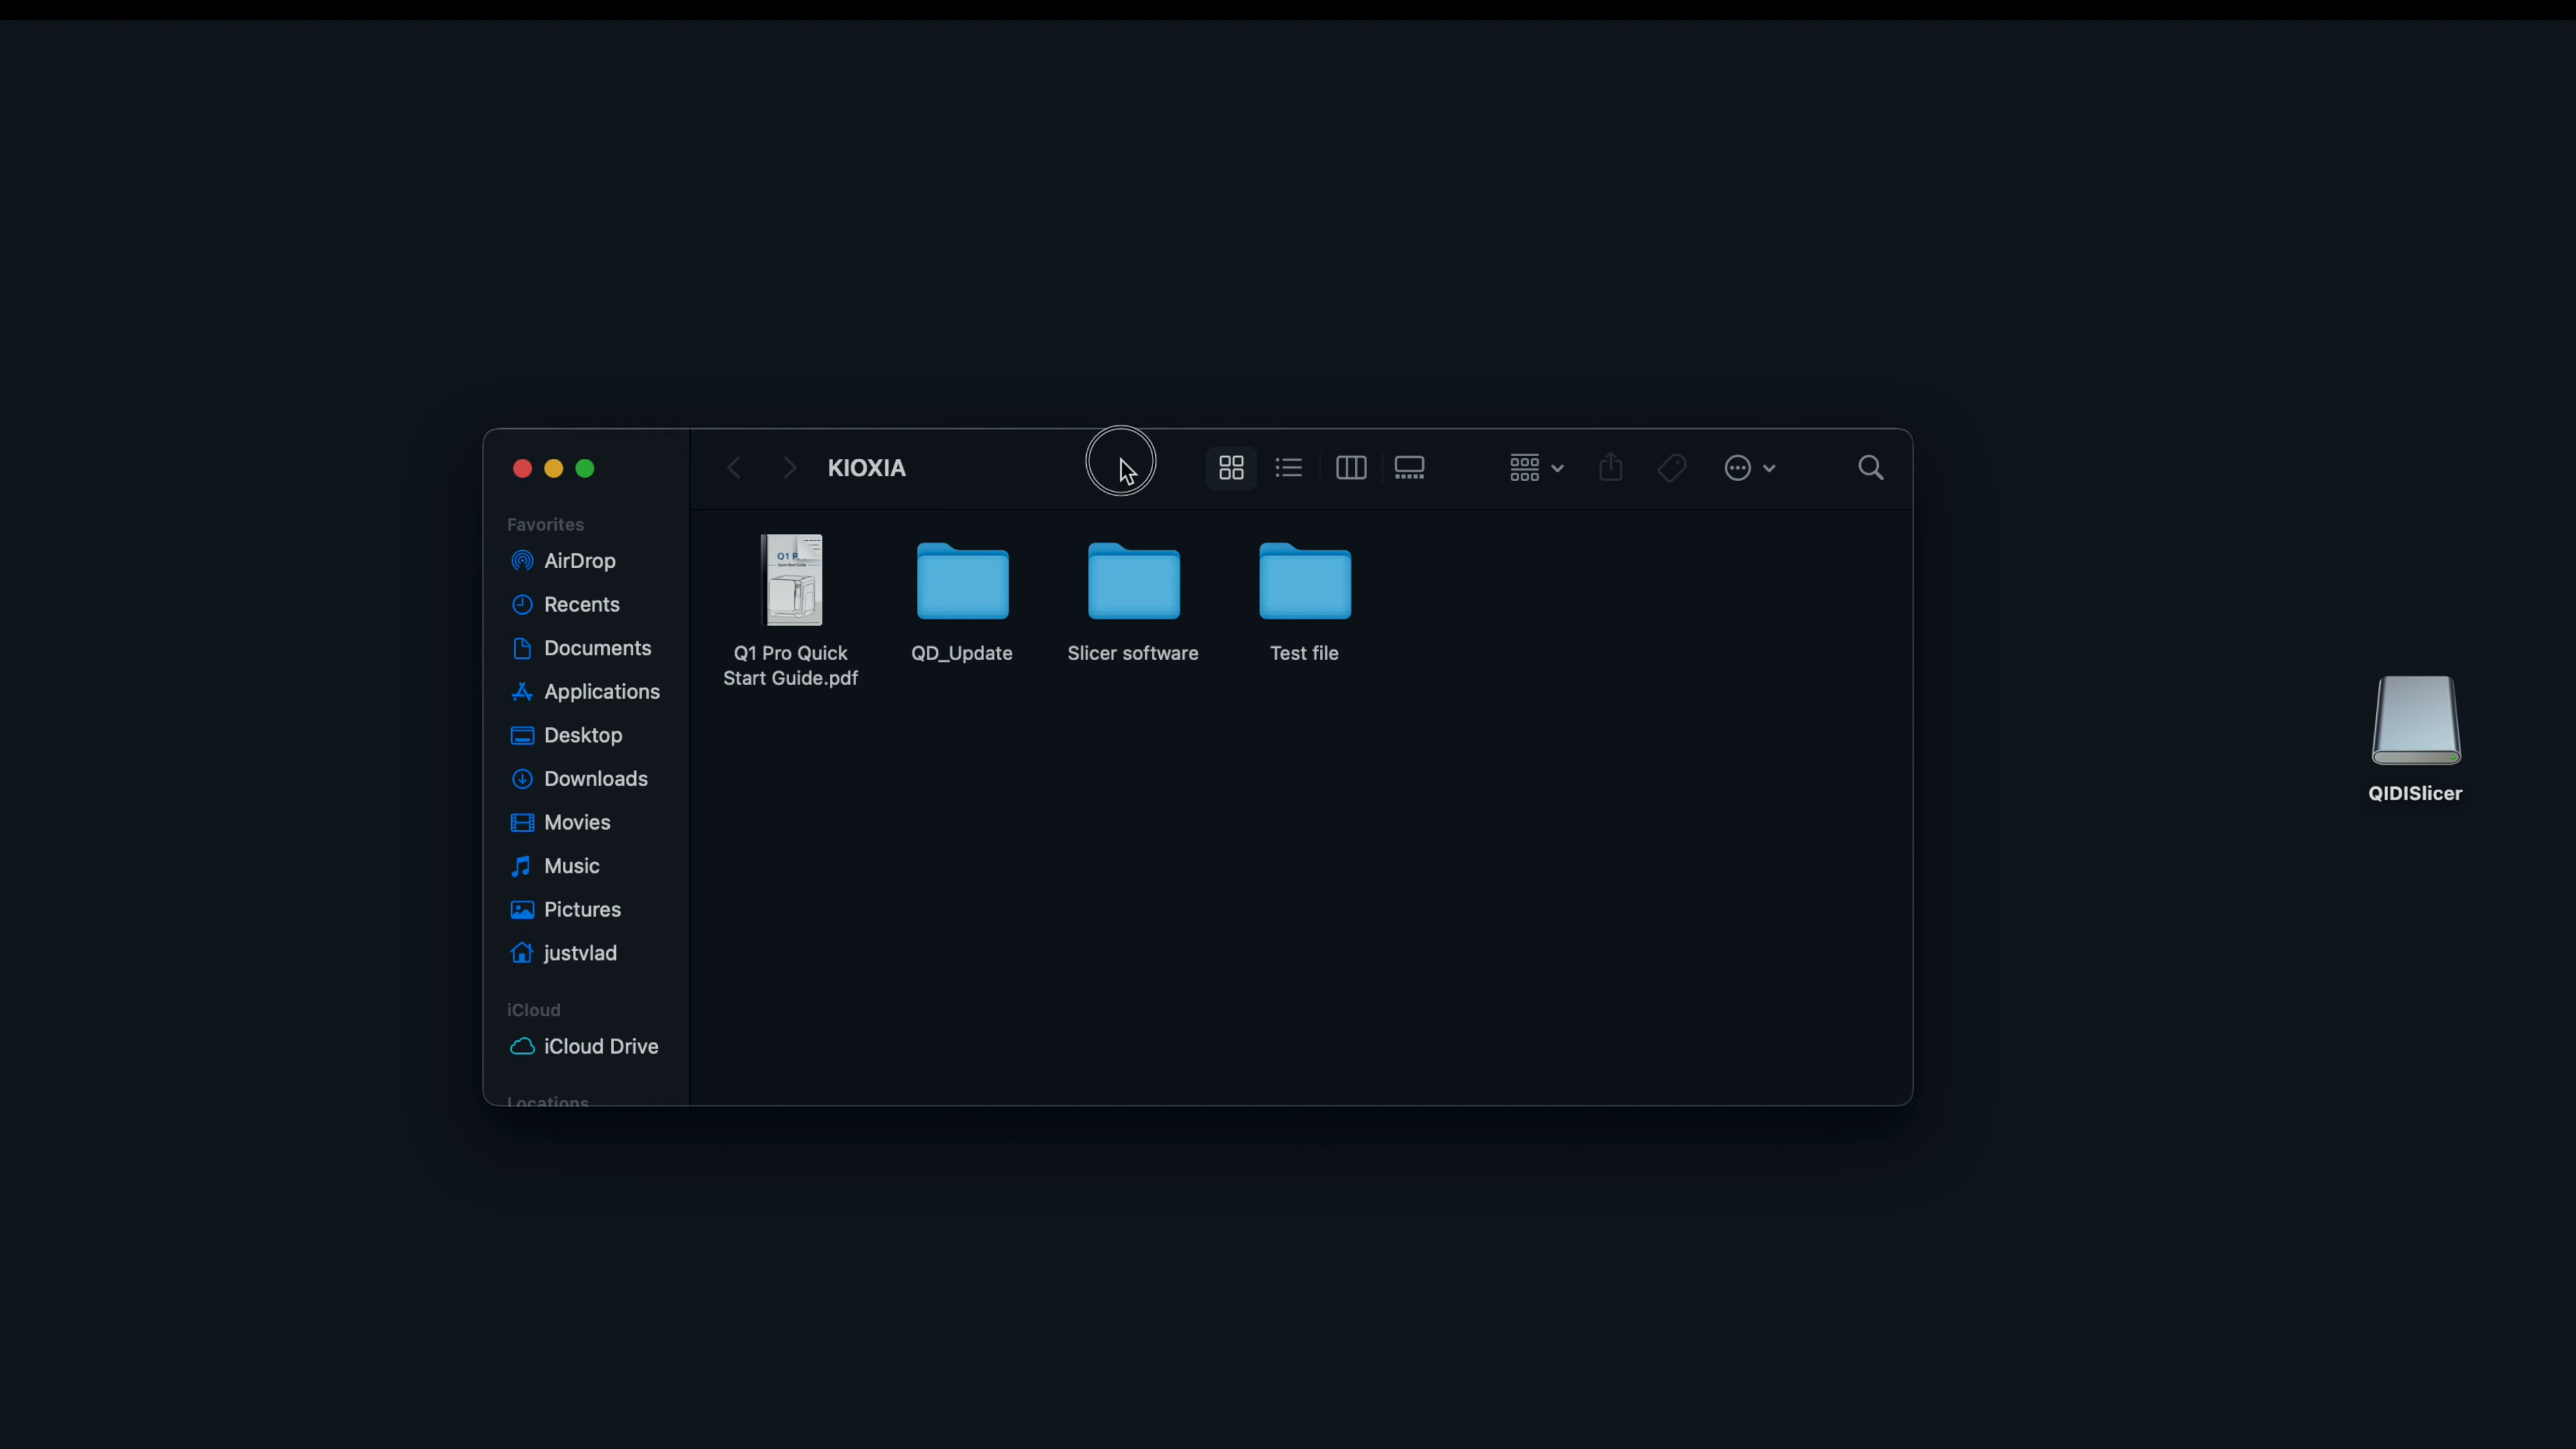 KIOXIA
Favorites
AirDrop
Recents
Documents
Applications
Desktop
Downloads
Movies
Music
Pictures
justvlad
iCloud
iCloud Drive
Locations
Q1 Pro Quick
Start Guide.pdf
QD_Update
Slicer software
Test file
QIDISlicer